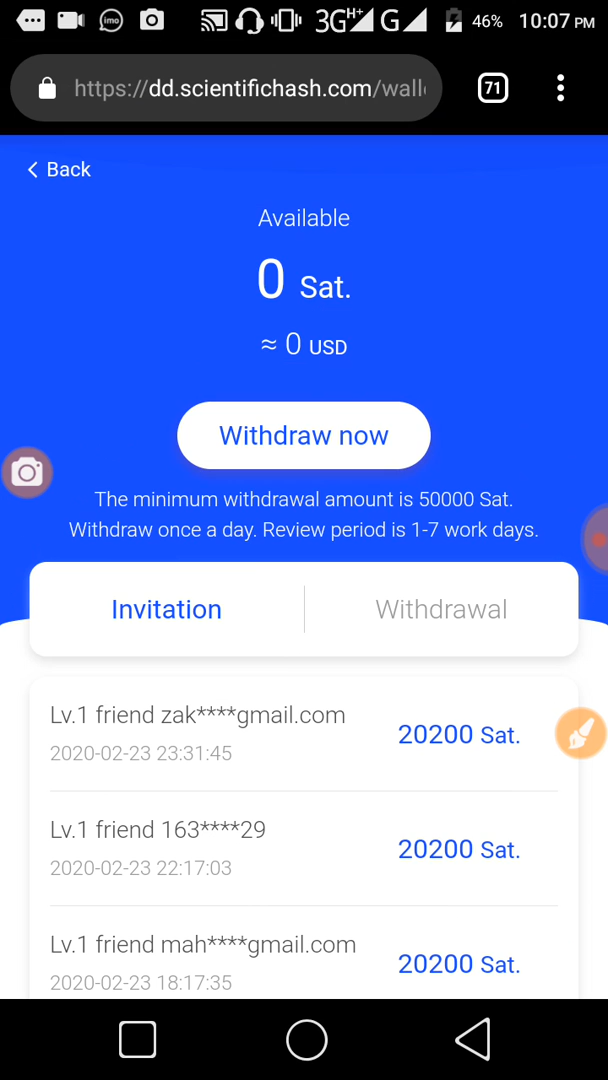 imo 3G H+ G 46% 10:07 PM
https://dd.scientifichash.com/wall
71
Back
Available
0 Sat.
≈ 0 USD
Withdraw now
The minimum withdrawal amount is 50000 Sat.
Withdraw once a day. Review period is 1-7 work days.
Invitation Withdrawal
Lv.1 friend zak****gmail.com
20200 Sat.
2020-02-23 23:31:45
Lv.1 friend 163****29
20200 Sat.
2020-02-23 22:17:03
Lv.1 friend mah****gmail.com
20200 Sat.
2020-02-23 18:17:35